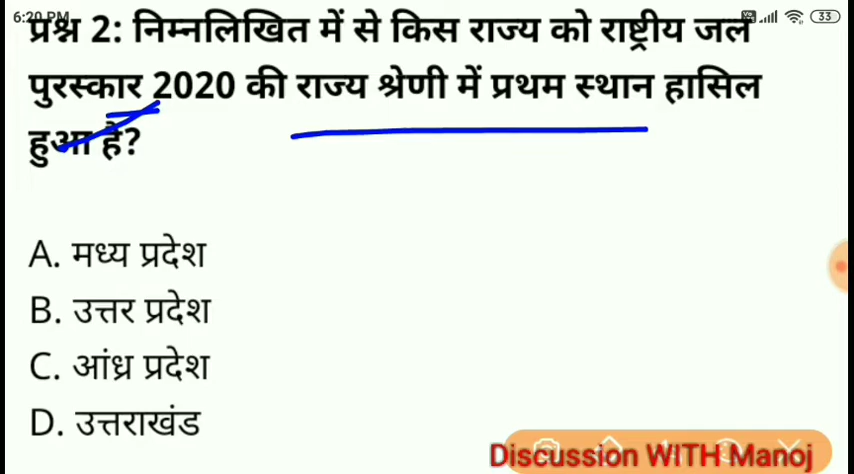 6:20 PM 33
प्रश्न 2: निम्नलिखित में से किस राज्य को राष्ट्रीय जल
पुरस्कार 2020 की राज्य श्रेणी में प्रथम स्थान हासिल
हुआ है?
A. मध्य प्रदेश
B. उत्तर प्रदेश
C. आंध्र प्रदेश
D. उत्तराखंड
Discussion WiTH Manoj